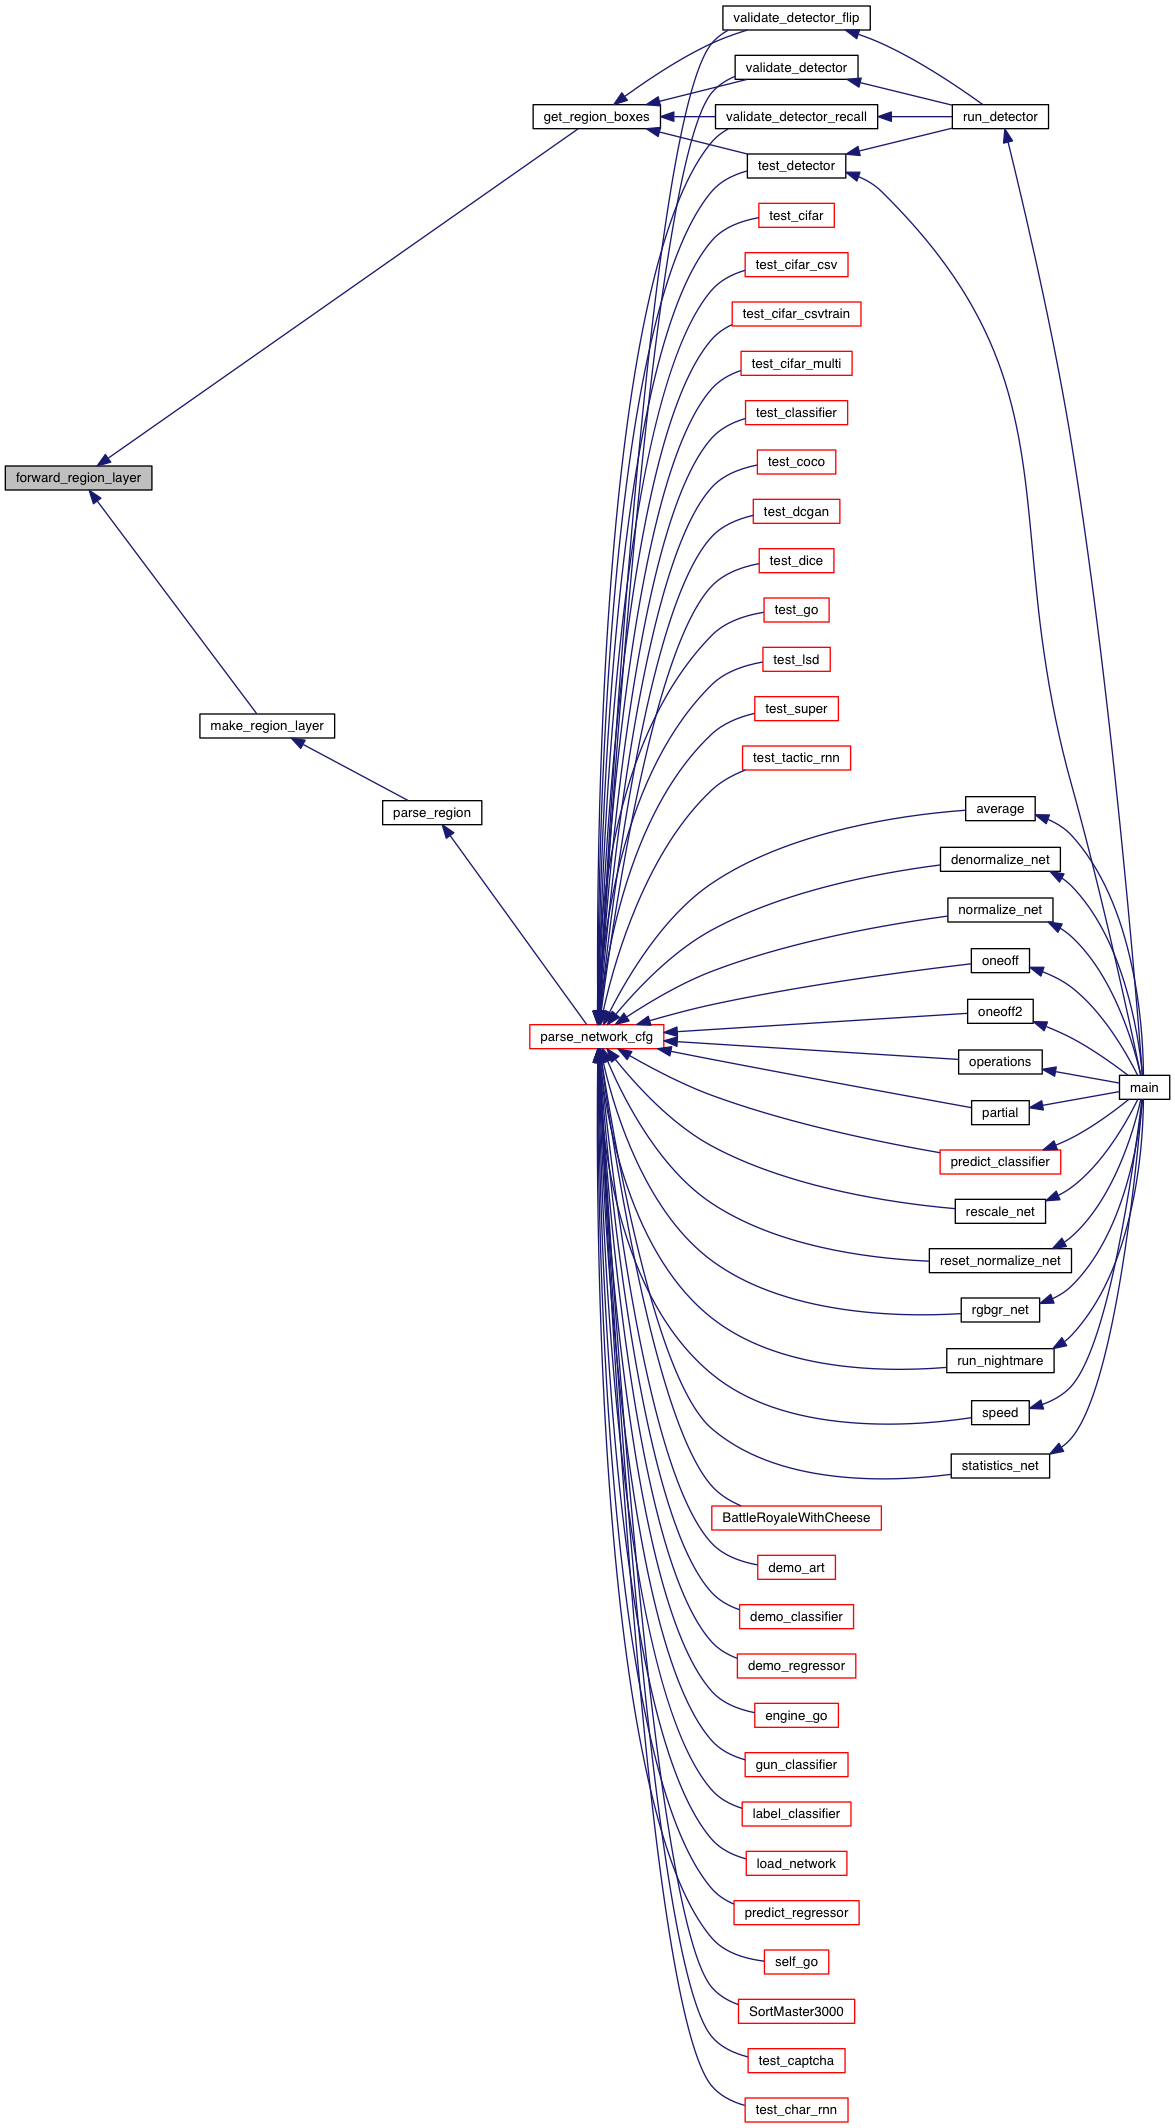 validate_detector_flip
validate_detector
get_region_boxes
validate_detector_recall
run_detector
test_detector
test_cifar
test_cifar_csv
test_cifar_csvtrain
test_cifar_multi
test_classifier
test_coco
forward_region_layer
test_dcgan
test_dice
test_go
test_lsd
test_super
make_region_layer
test_tactic_rnn
average
parse_region
denormalize_net
normalize_net
oneoff
oneoff2
parse_network_cfg
operations
main
partial
predict_classifier
rescale_net
reset_normalize_net
rgbgr_net
run_nightmare
speed
statistics_net
BattleRoyaleWithCheese
demo_art
demo_classifier
demo_regressor
engine_go
gun_classifier
label_classifier
load_network
predict_regressor
self_go
SortMaster3000
test_captcha
test_char_rnn